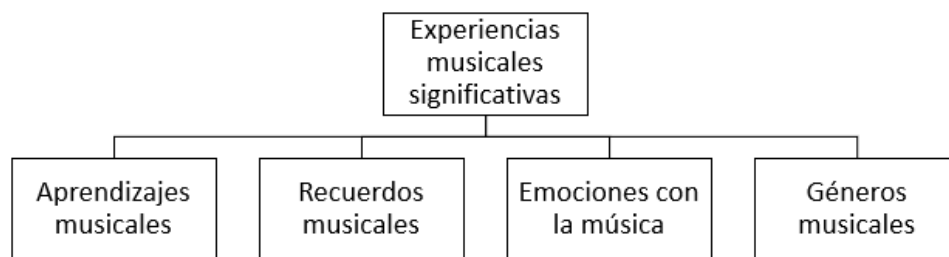 Experiencias
musicales
significativas
Aprendizajes
musicales
Recuerdos
musicales
Emociones con
la música
Géneros
musicales